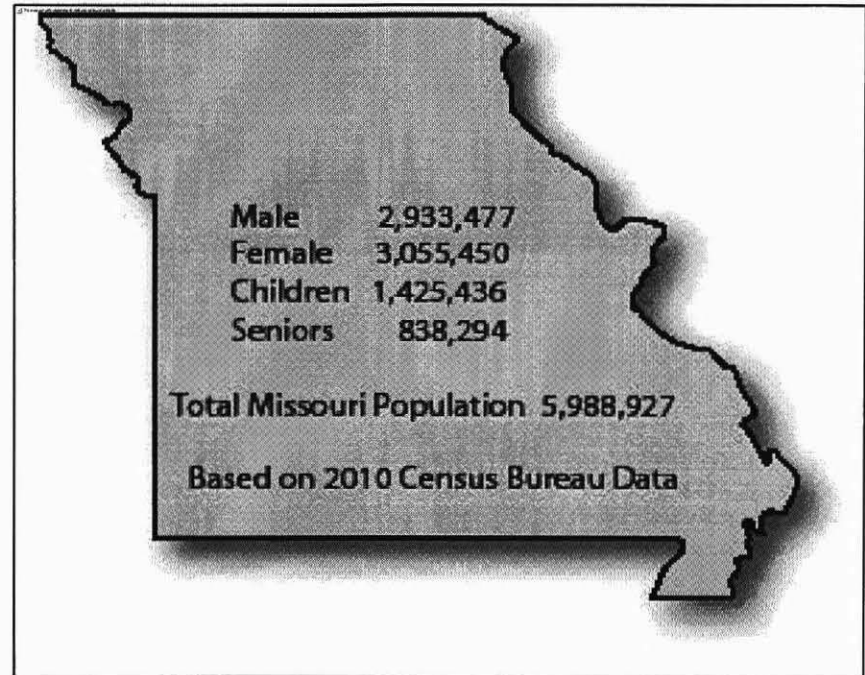 Male 2,933,477
Female 3,055,450
Children 1,425,436
Seniors 838,294
Total Missouri Population 5,988,927
Based on 2010 Census Bureau Data